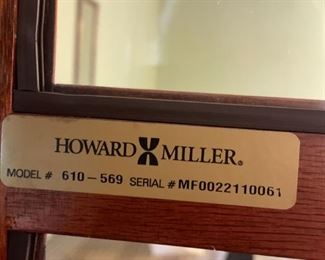 HOWARD MILLER®
MODEL # 610-569 SERIAL # MF0022110061